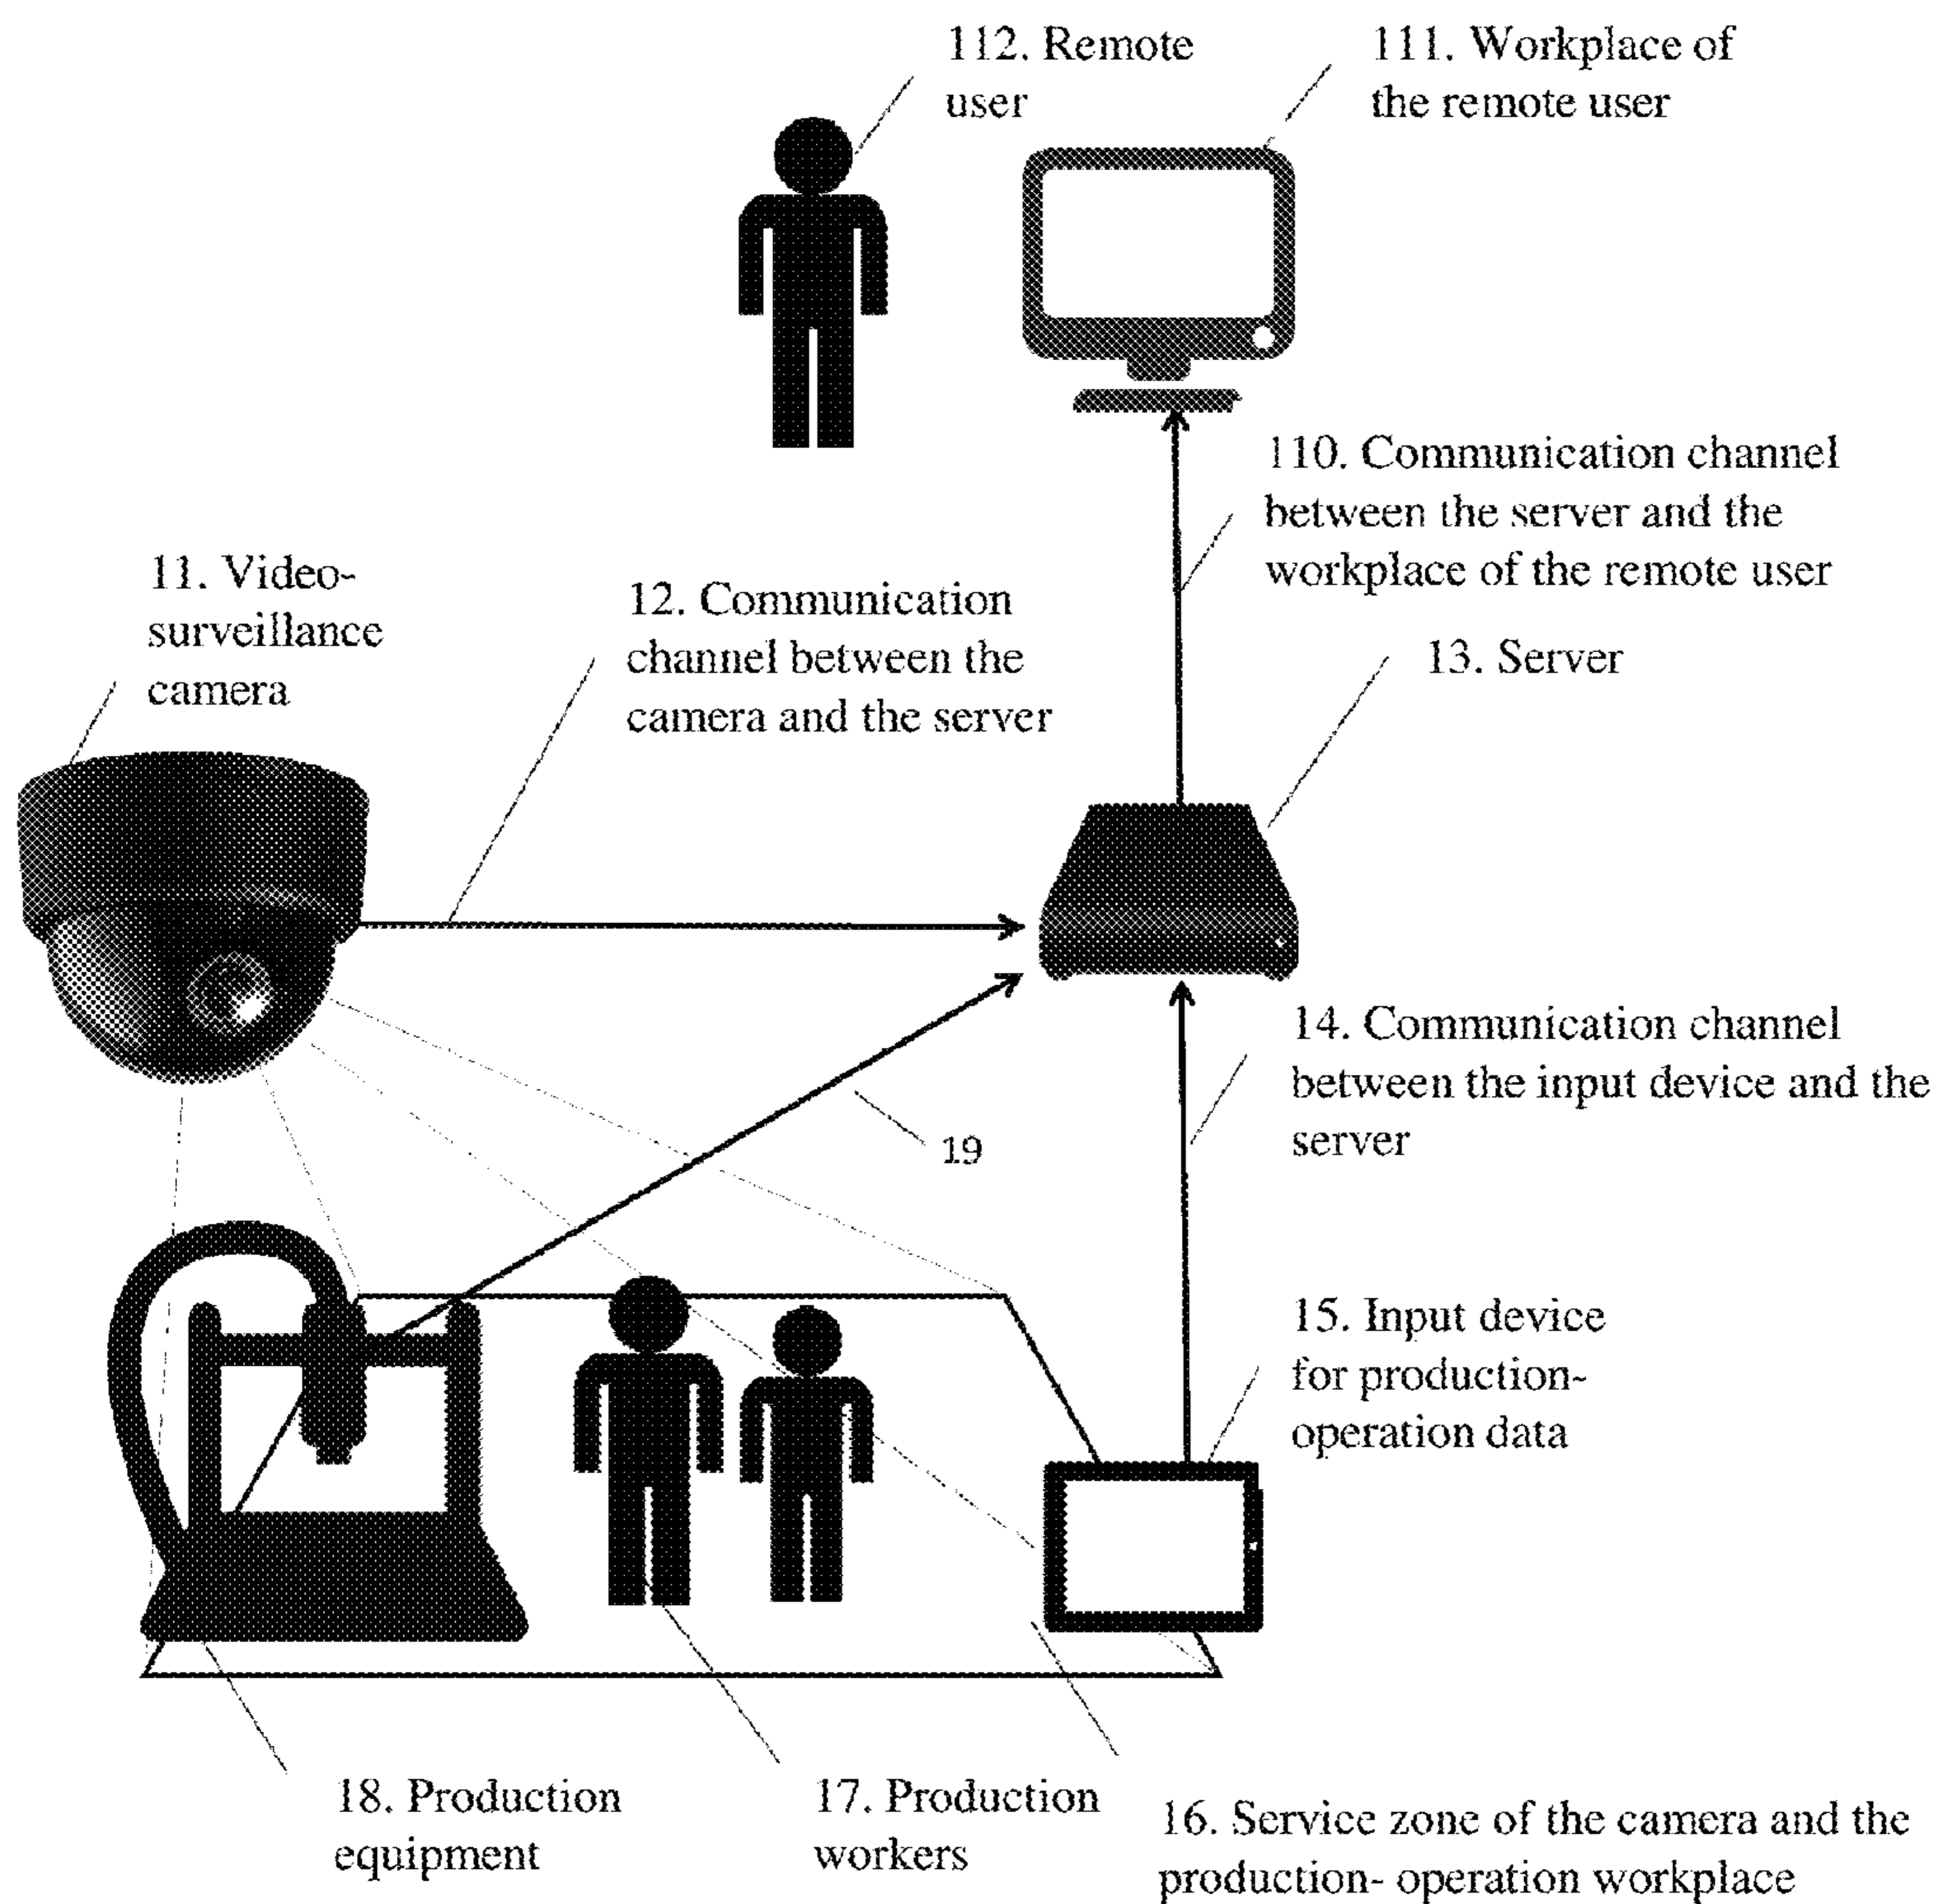 112. Remote
user
111. Workplace of
the remote user
110. Communication channel
between the server and the
workplace of the remote user
11. Video-
surveillance
camera
12. Communication
channel between the
camera and the server
13. Server
14. Communication channel
between the input device and the
server
19
15. Input device
for production-
operation data
18. Production
equipment
17. Production
workers
16. Service zone of the camera and the
production- operation workplace